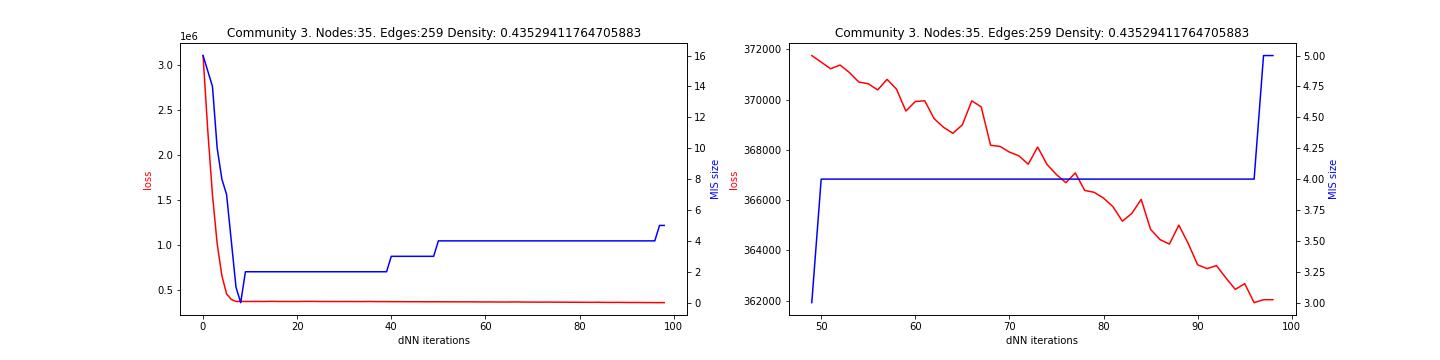 Community 3. Nodes:35. Edges:259 Density: 0.43529411764705883
1e6
3.0
2.5
2.0
1.5
1.0
0.5
loss
0 20 40 60 80 100
dNN iterations
16
14
12
10
8
6
4
2
0
MIS size
Community 3. Nodes:35. Edges:259 Density: 0.43529411764705883
372000
370000
368000
366000
364000
362000
loss
50 60 70 80 90 100
dNN iterations
5.00
4.75
4.50
4.25
4.00
3.75
3.50
3.25
3.00
MIS size